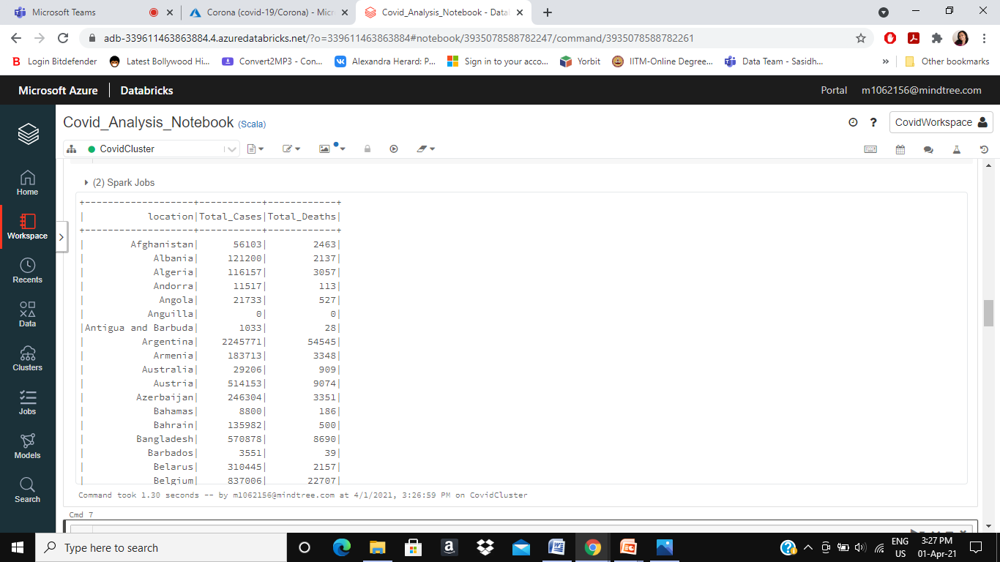 Microsoft Teams
Corona (covid-19/Corona) - Micr
Covid_Analysis_Notebook - Datab
adb-339611463863884.4.azuredatabricks.net/?o=339611463863884#notebook/3935078588782247/command/3935078588782261
Login Bitdefender Latest Bollywood Hi... Convert2MP3 - Con... Alexandra Herard: P... Sign in to your acco... Yorbit IITM-Online Degree... Data Team - Sasidh... » Other bookmarks
Microsoft Azure Databricks Portal m1062156@mindtree.com
Covid_Analysis_Notebook (Scala) ? CovidWorkspace
CovidCluster
(2) Spark Jobs
+-------------------+-----------+------------+
| location|Total_Cases|Total_Deaths|
+-------------------+-----------+------------+
| Afghanistan| 56103| 2463|
| Albania| 121200| 2137|
| Algeria| 116157| 3057|
| Andorra| 11517| 113|
| Angola| 21733| 527|
| Anguilla| 0| 0|
|Antigua and Barbuda| 1033| 28|
| Argentina| 2245771| 54545|
| Armenia| 183713| 3348|
| Australia| 29206| 909|
| Austria| 514153| 9074|
| Azerbaijan| 246304| 3351|
| Bahamas| 8800| 186|
| Bahrain| 135982| 500|
| Bangladesh| 570878| 8690|
| Barbados| 3551| 39|
| Belarus| 310445| 2157|
| Belgium| 837006| 22707|
Command took 1.30 seconds -- by m1062156@mindtree.com at 4/1/2021, 3:26:59 PM on CovidCluster
Cmd 7
Home
Workspace
Recents
Data
Clusters
Jobs
Models
Search
Type here to search
ENG
US
3:27 PM
01-Apr-21